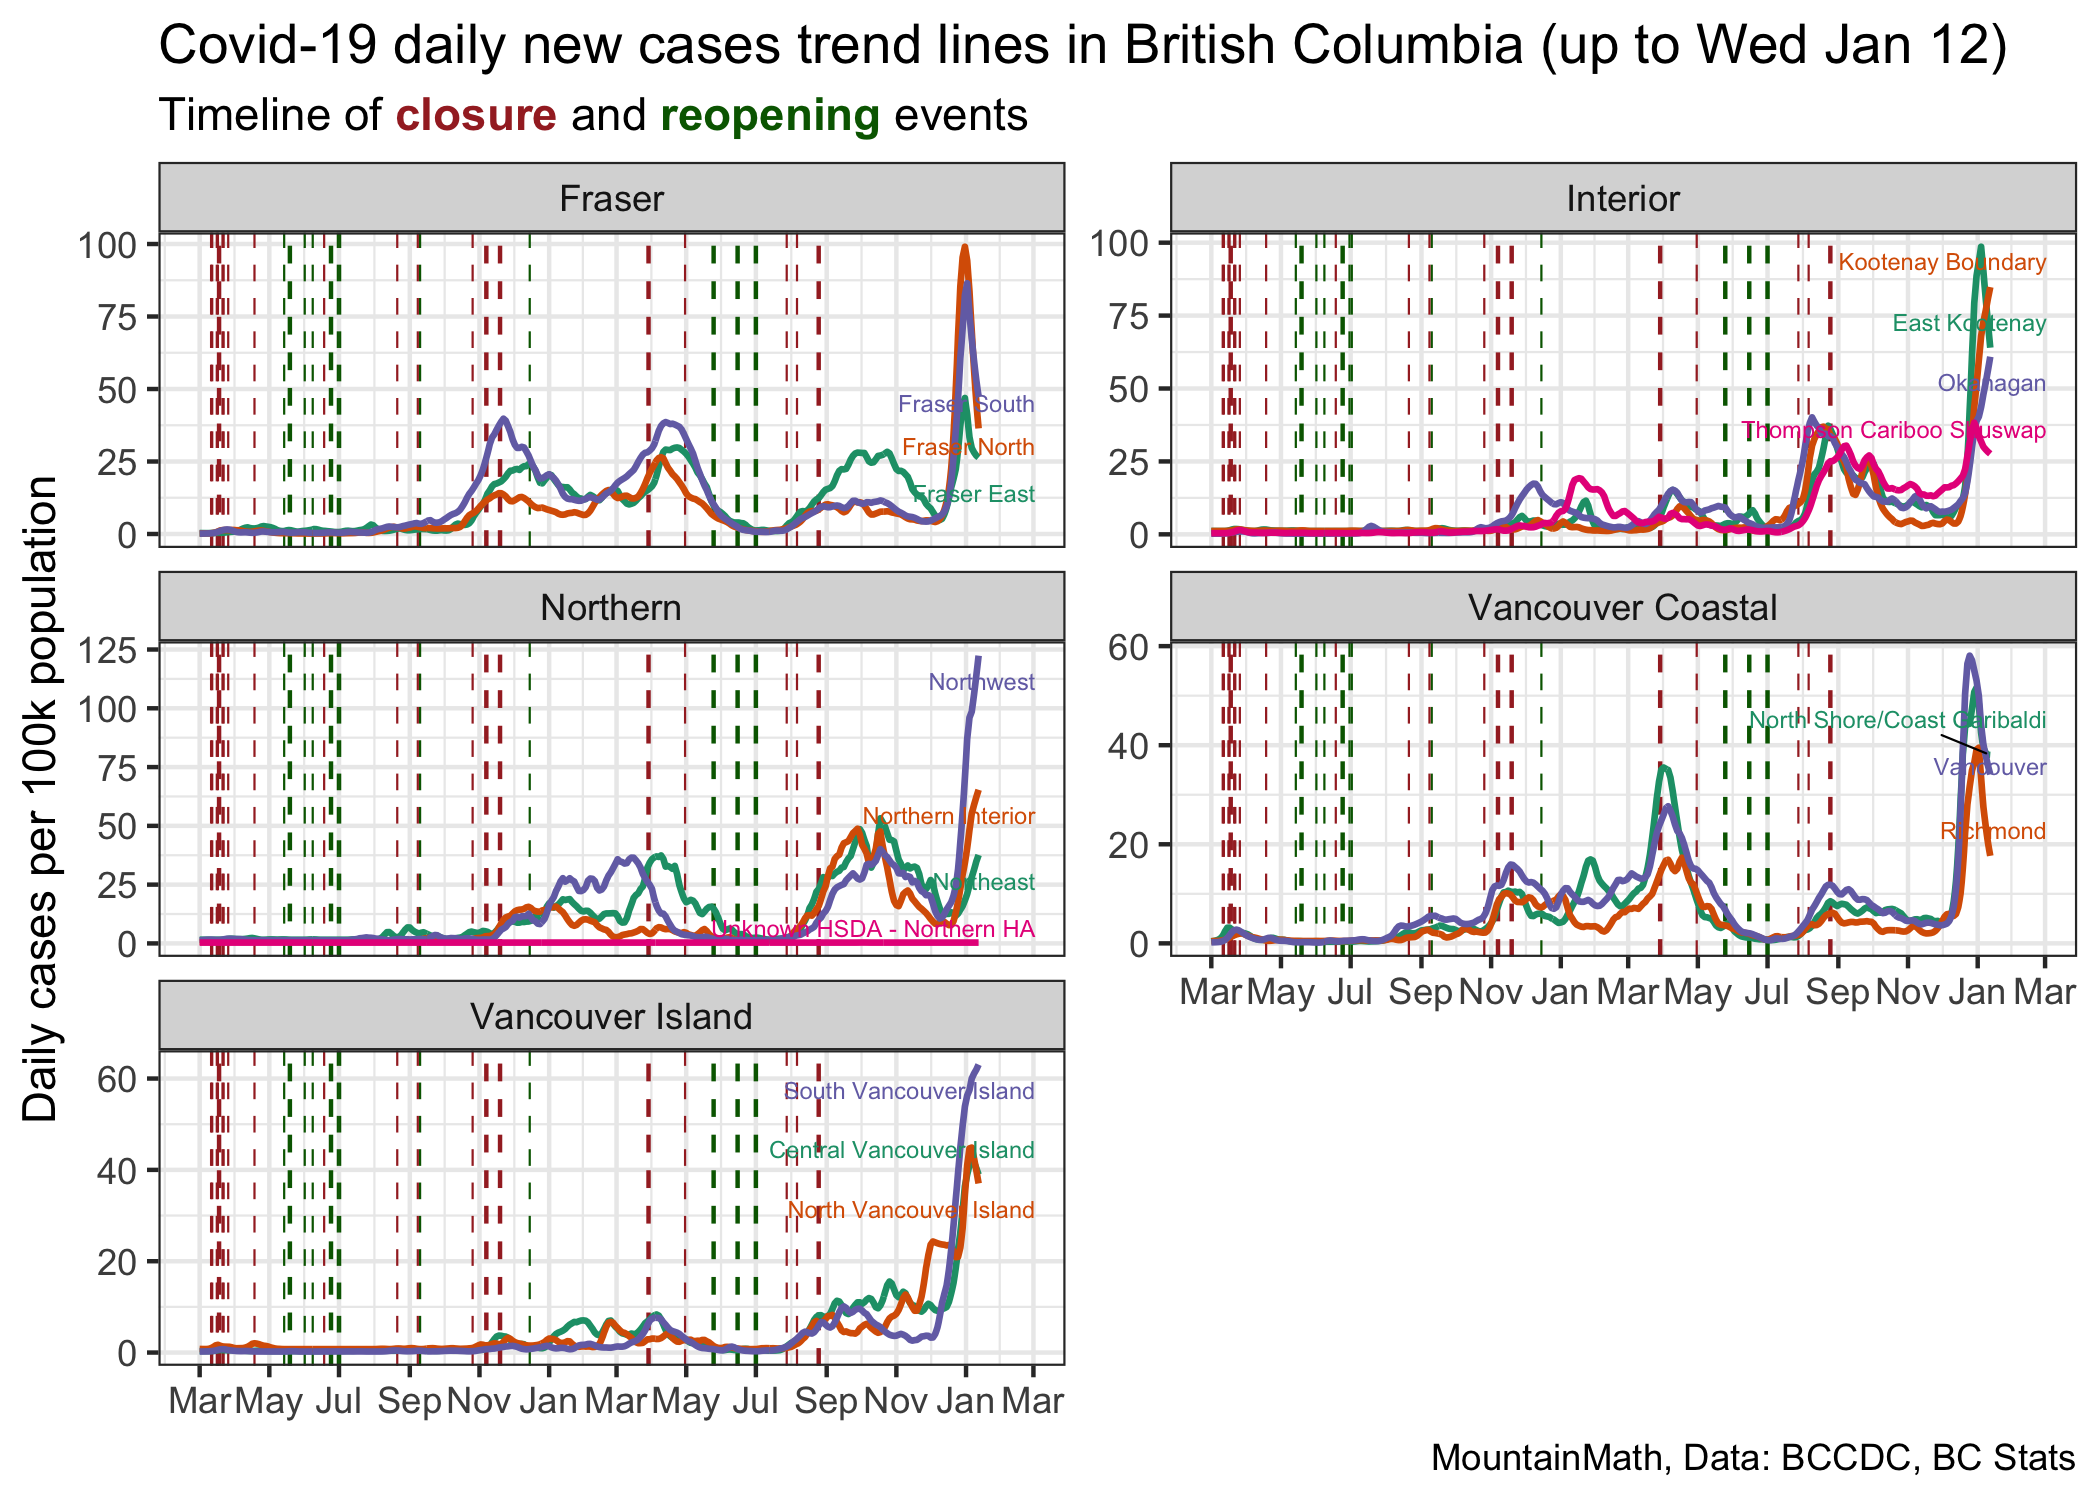 Covid-19 daily new cases trend lines in British Columbia (up to Wed Jan 12)
Timeline of closure and reopening events
Daily cases per 100k population
Fraser
100
75
50
25
0
Fraser South
Fraser North
Fraser East
Interior
100
75
50
25
0
Kootenay Boundary
East Kootenay
Okanagan
Thompson Cariboo Shuswap
Northern
125
100
75
50
25
0
Northwest
Northern Interior
Northeast
Unknown HSDA - Northern HA
Vancouver Coastal
60
40
20
0
North Shore/Coast Garibaldi
Vancouver
Richmond
Mar May Jul Sep Nov Jan Mar May Jul Sep Nov Jan Mar
Vancouver Island
60
40
20
0
South Vancouver Island
Central Vancouver Island
North Vancouver Island
Mar May Jul Sep Nov Jan Mar May Jul Sep Nov Jan Mar
MountainMath, Data: BCCDC, BC Stats